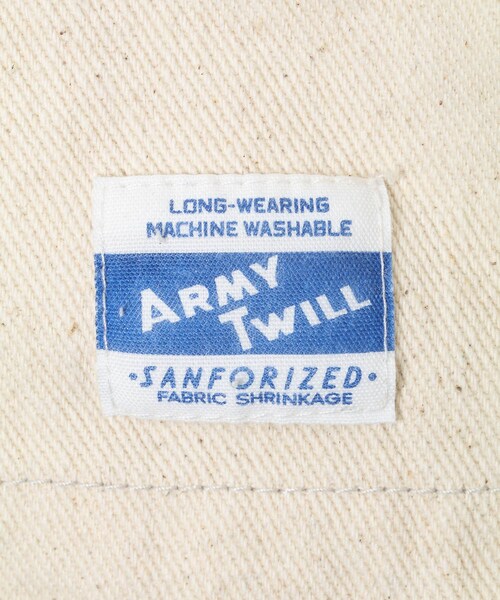 LONG-WEARING
MACHINE WASHABLE
ARMY
TWILL
•SANFORIZED•
FABRIC SHRINKAGE